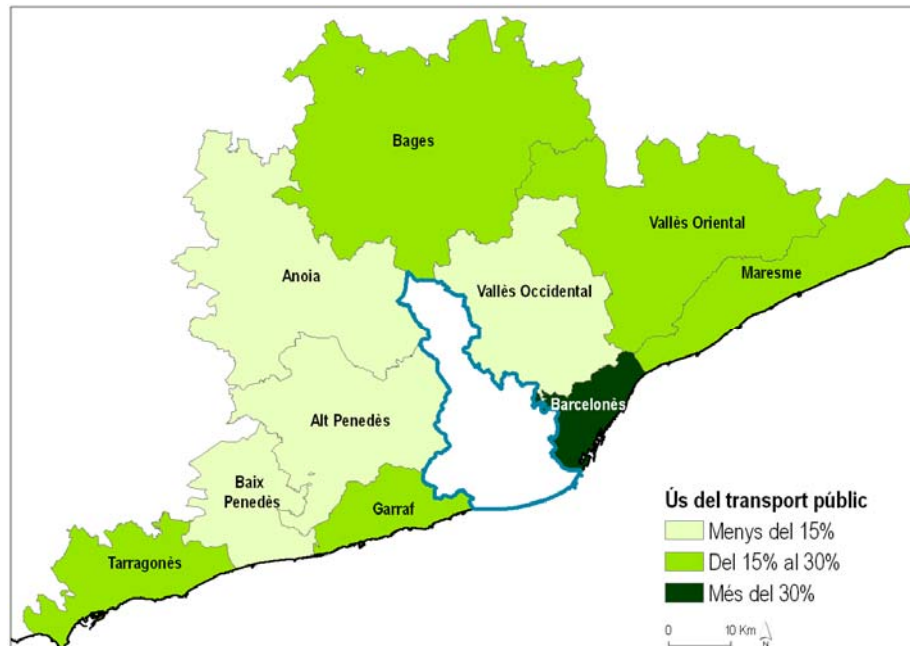 Bages
Vallès Oriental
Maresme
Anoia
Vallès Occidental
Barcelonès
Alt Penedès
Baix
Penedès
Garraf
Tarragonès
Ús del transport públic
Menys del 15%
Del 15% al 30%
Més del 30%
0 10 Km
N